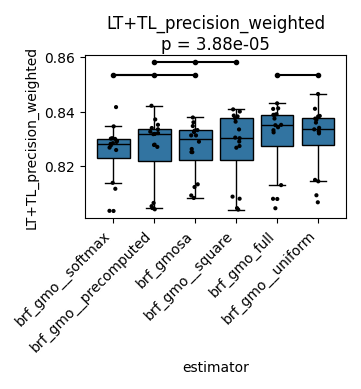 LT+TL_precision_weighted
p = 3.88e-05
LT+TL_precision_weighted
0.86
0.84
0.82
brf_gmo__softmax
brf_gmo__precomputed
brf_gmosa
brf_gmo__square
brf_gmo_full
brf_gmo__uniform
estimator